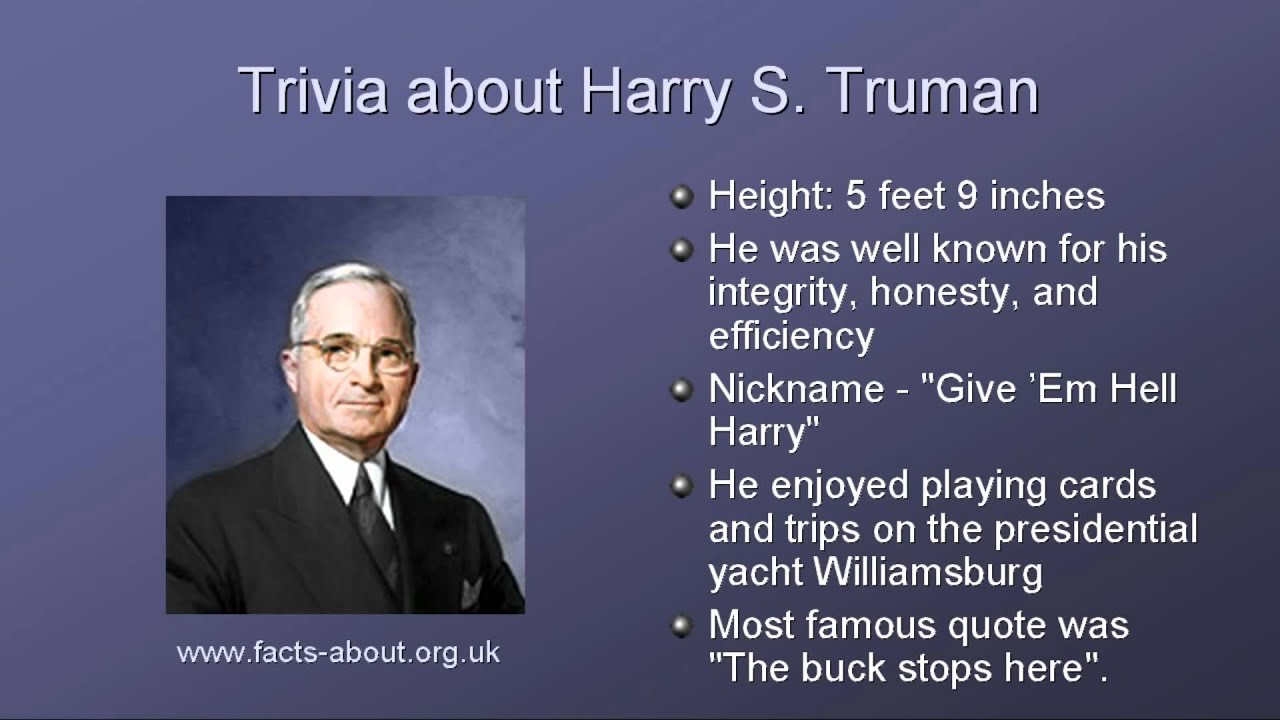 Trivia about Harry S. Truman
Height: 5 feet 9 inches
He was well known for his
integrity, honesty, and
efficiency
Nickname - "Give ’Em Hell
Harry"
He enjoyed playing cards
and trips on the presidential
yacht Williamsburg
Most famous quote was
"The buck stops here".
www.facts-about.org.uk